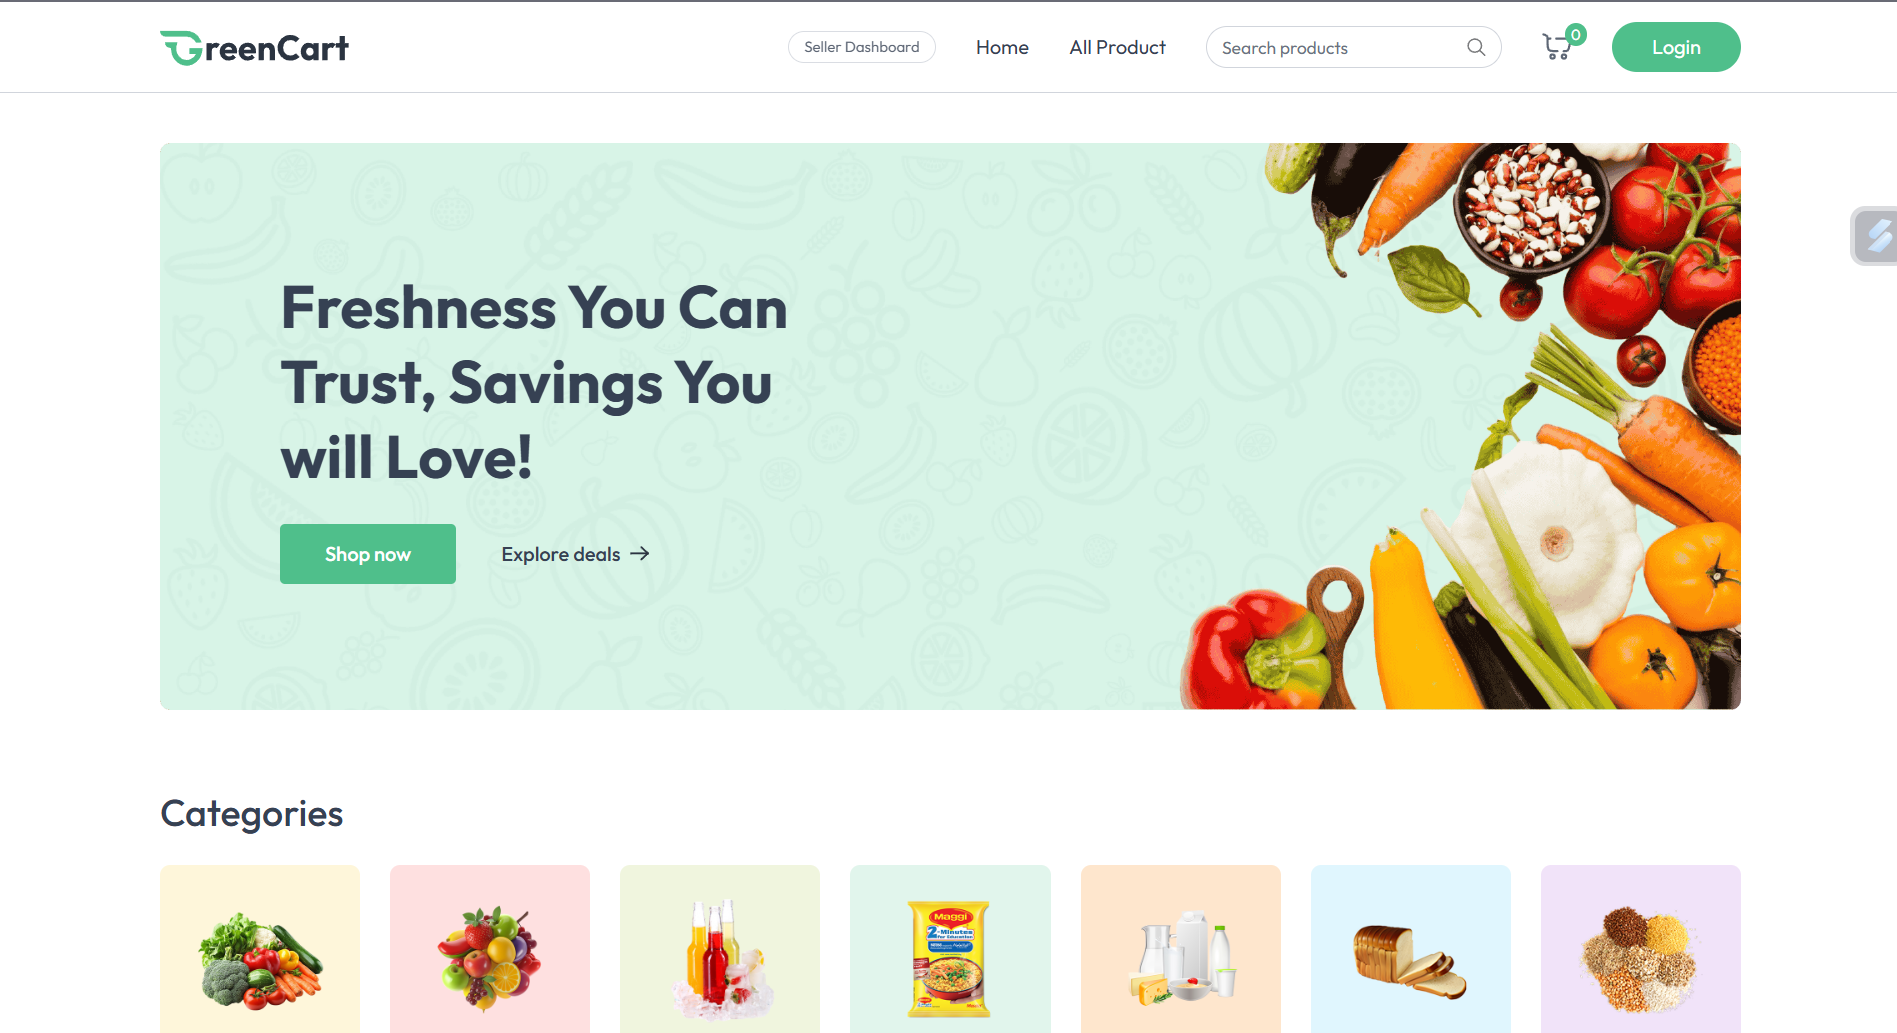 GreenCart
Seller Dashboard
Home
All Product
Search products
0
Login
Freshness You Can
Trust, Savings You
will Love!
Shop now
Explore deals
Categories
Maggi
2-Minutes